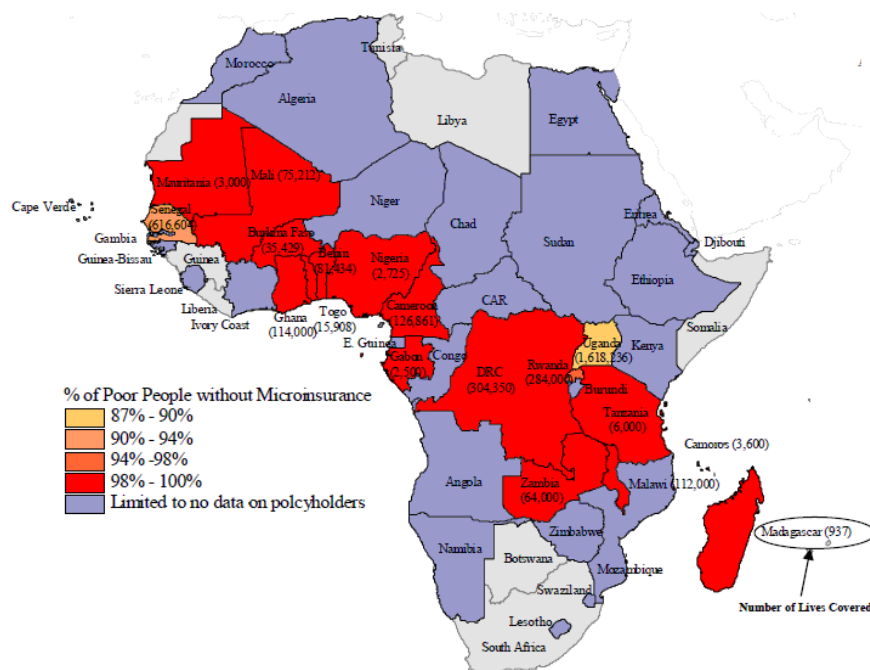 Tunisia
Morocco
Algeria
Libya
Egypt
Mauritania (3,000)
Mali (75,212)
Niger
Chad
Sudan
Eritrea
Djibouti
Cape Verde
Senegal
(616,604)
Gambia
Guinea-Bissau
Guinea
Burkina Faso
(35,429)
Benin
(81,434)
Nigeria
(2,725)
Ethiopia
Sierra Leone
Liberia
Ivory Coast
Ghana
(114,000)
Togo
(15,908)
Cameroon
(126,861)
CAR
Somalia
E. Guinea
Gabon
(2,500)
Congo
DRC
(304,350)
Rwanda
(284,000)
Uganda
(1,618,236)
Kenya
Burundi
Tanzania
(6,000)
% of Poor People without Microinsurance
87% - 90%
90% - 94%
94% -98%
98% - 100%
Limited to no data on polcyholders
Camoros (3,600)
Angola
Zambia
(64,000)
Malawi (112,000)
Madagascar (937)
Number of Lives Covered
Zimbabwe
Namibia
Botswana
Mozambique
Swaziland
Lesotho
South Africa